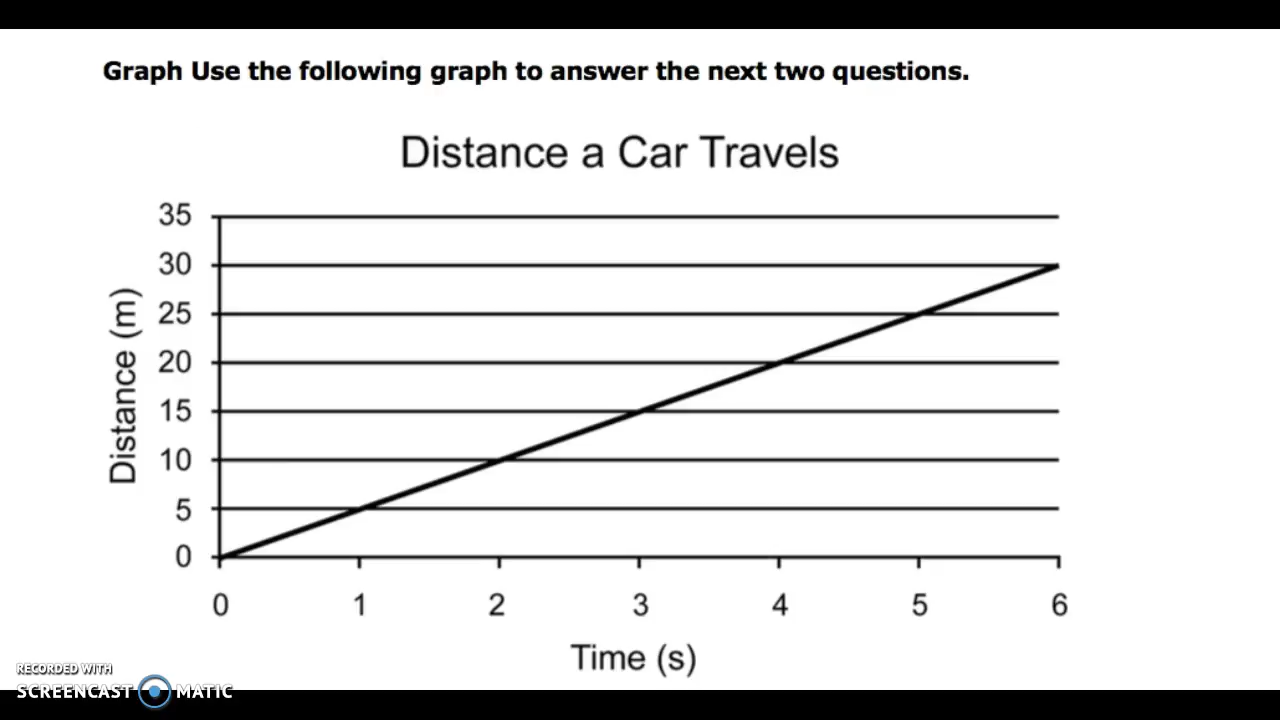 Graph Use the following graph to answer the next two questions.
Distance a Car Travels
35
30
25
20
15
10
5
0
Distance (m)
0 1 2 3 4 5 6
Time (s)
RECORDED WITH
SCREENCAST MATIC